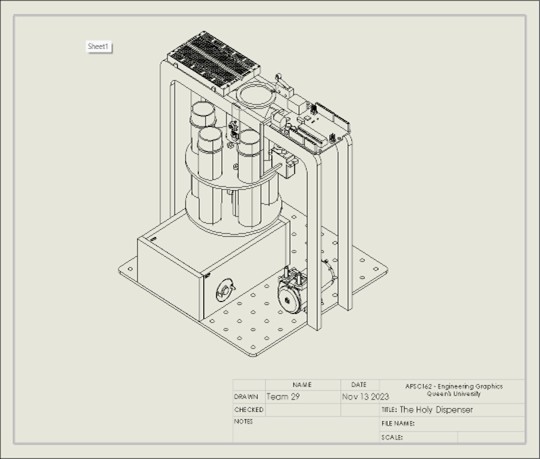 Sheet1
NAME DATE APSC162 - Engineering Graphics
Queen's University
DRAWN Team 29 Nov 13 2023
CHECKED TITLE: The Holy Dispenser
NOTES FILE NAME:
SCALE: